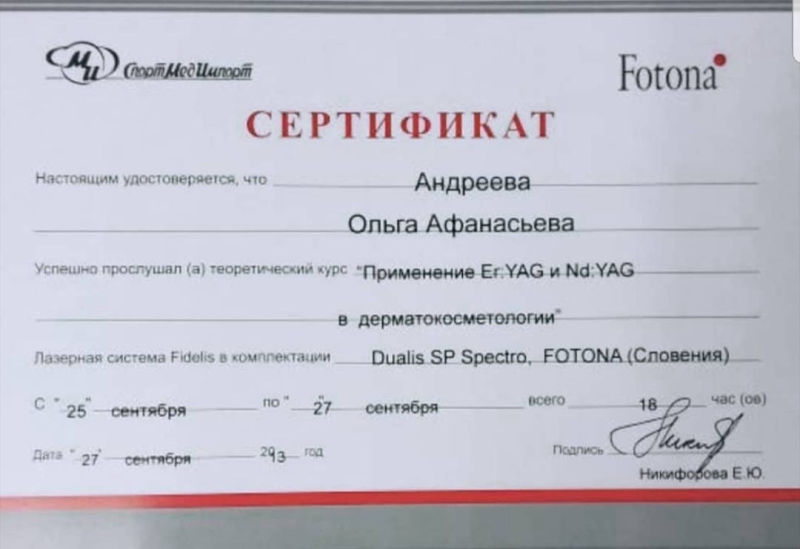 МИ СпортМедИмпорт
Fotona
СЕРТИФИКАТ
Настоящим удостоверяется, что Андреева
Ольга Афанасьева
Успешно прослушал (а) теоретический курс "Применение Er:YAG и Nd:YAG
в дерматокосметологии"
Лазерная система Fidelis в комплектации Dualis SP Spectro, FOTONA (Словения)
С "25" сентября по "27" сентября всего 18 час (ов)
Дата "27" сентября год Подпись
Никифорова Е.Ю.